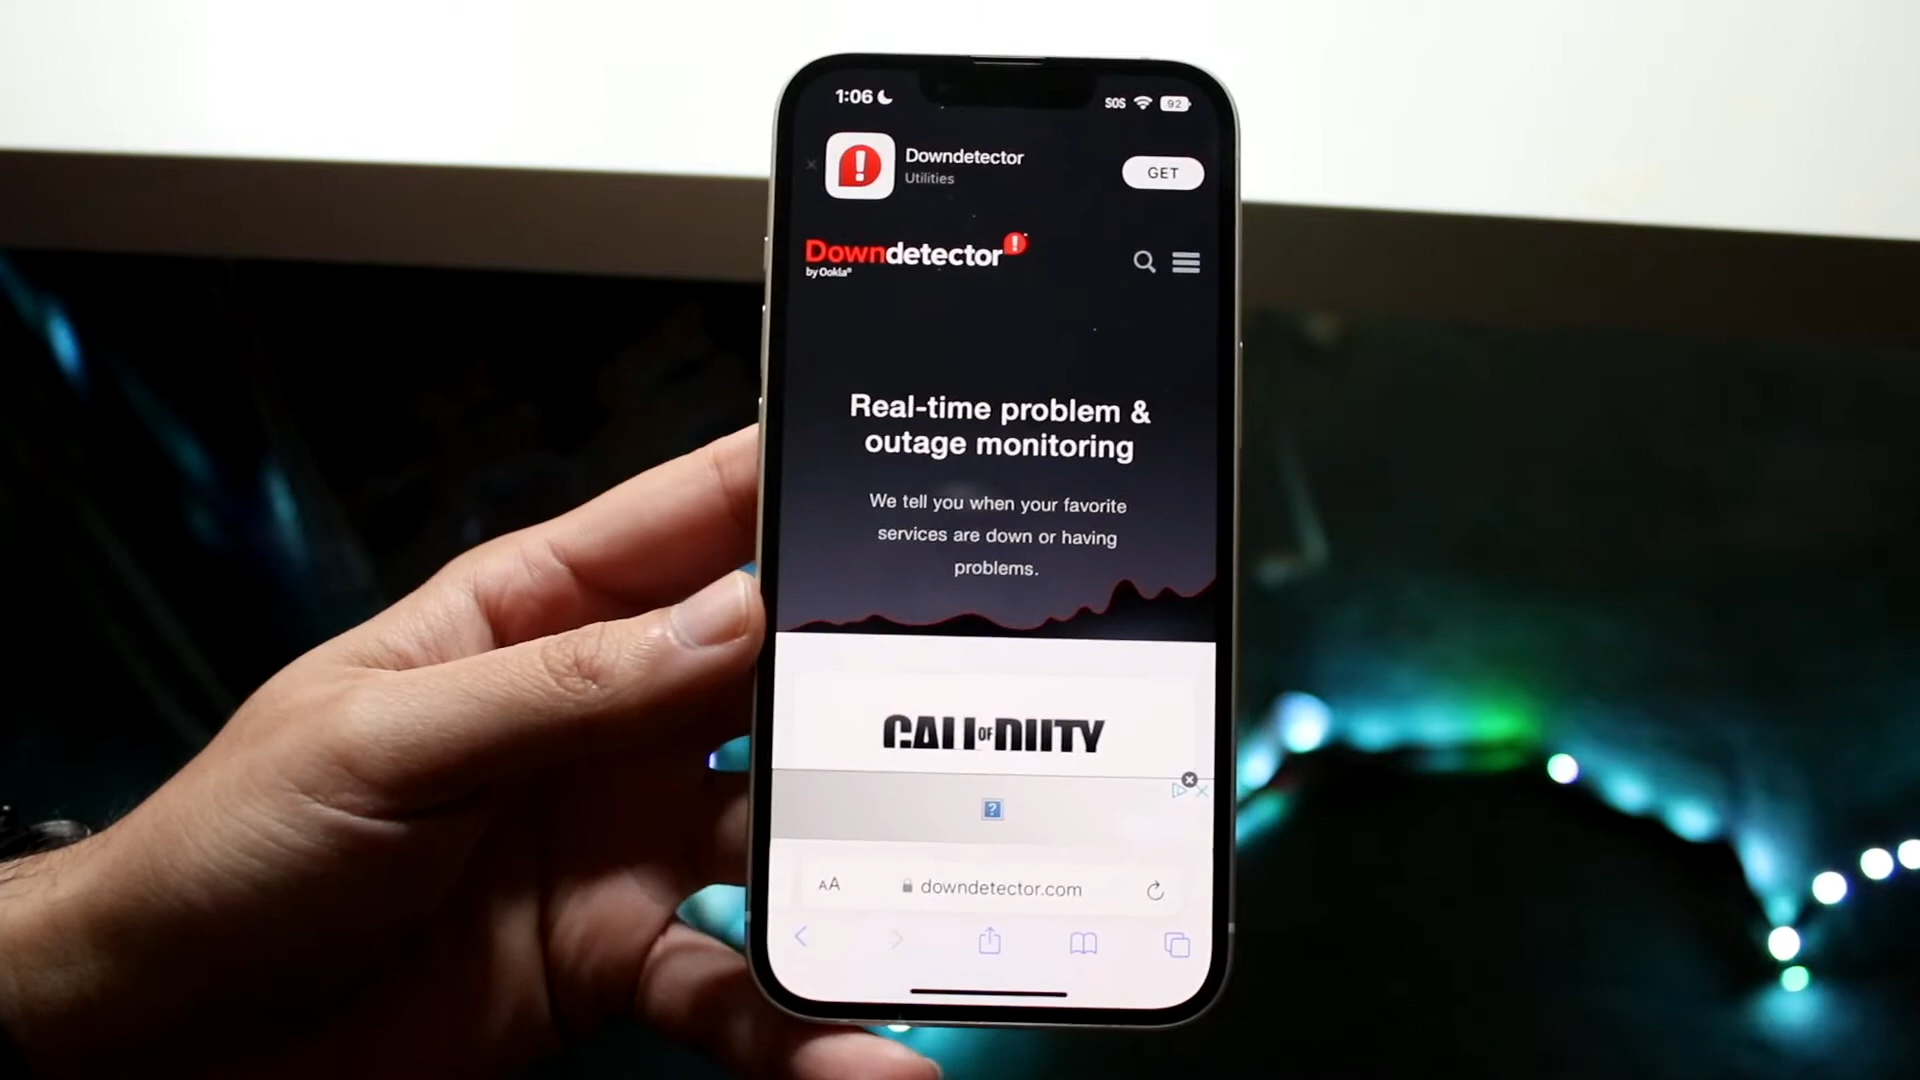 1:06
SOS
92
Downdetector
Utilities
GET
Downdetector
by Ookla®
Real-time problem &
outage monitoring
We tell you when your favorite
services are down or having
problems.
CALL OF DUTY
AA
downdetector.com